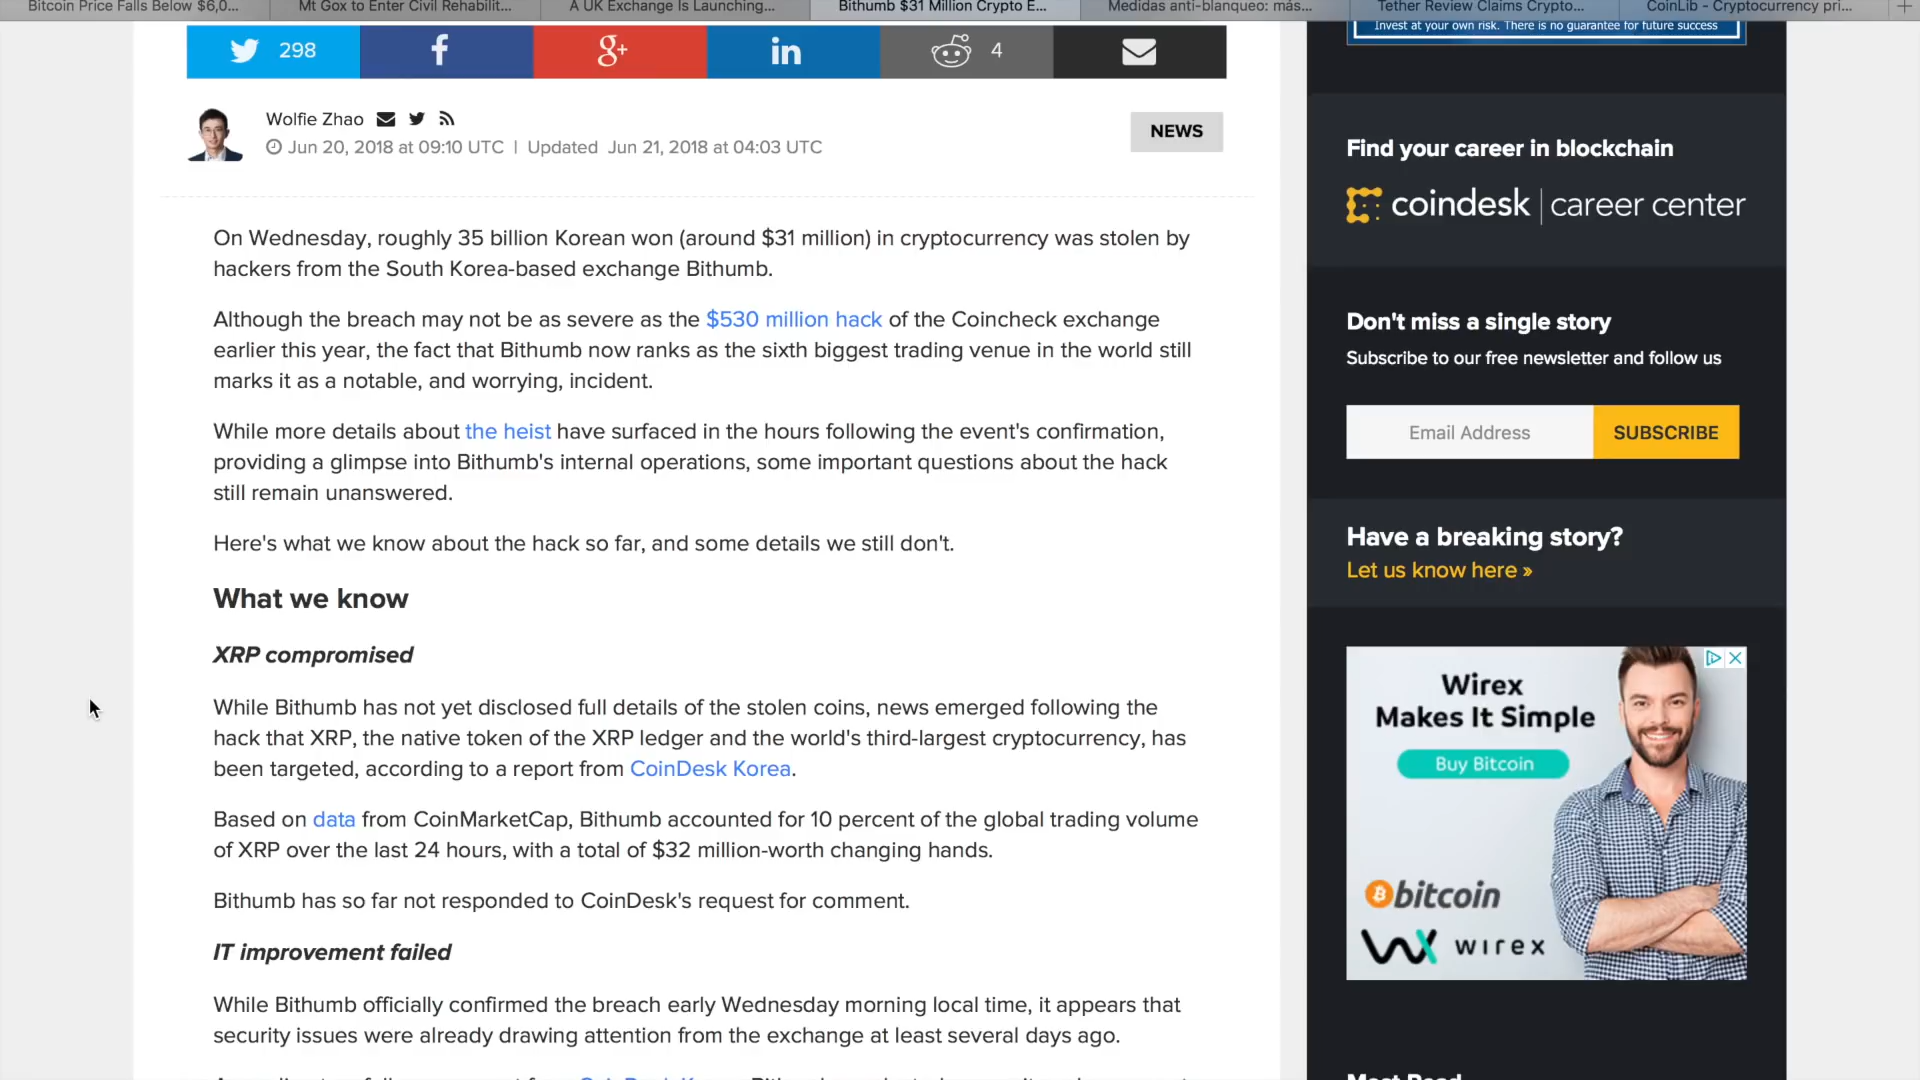 Bitcoin Price Falls Below $6,0...
Mt Gox to Enter Civil Rehabilit...
A UK Exchange Is Launching...
Bithumb $31 Million Crypto E...
Medidas anti-blanqueo: más...
Tether Review Claims Crypto...
CoinLib - Cryptocurrency pri...
298
4
Wolfie Zhao
Jun 20, 2018 at 09:10 UTC | Updated Jun 21, 2018 at 04:03 UTC
NEWS
On Wednesday, roughly 35 billion Korean won (around $31 million) in cryptocurrency was stolen by
hackers from the South Korea-based exchange Bithumb.
Although the breach may not be as severe as the $530 million hack of the Coincheck exchange
earlier this year, the fact that Bithumb now ranks as the sixth biggest trading venue in the world still
marks it as a notable, and worrying, incident.
While more details about the heist have surfaced in the hours following the event's confirmation,
providing a glimpse into Bithumb's internal operations, some important questions about the hack
still remain unanswered.
Here's what we know about the hack so far, and some details we still don't.
What we know
XRP compromised
While Bithumb has not yet disclosed full details of the stolen coins, news emerged following the
hack that XRP, the native token of the XRP ledger and the world's third-largest cryptocurrency, has
been targeted, according to a report from CoinDesk Korea.
Based on data from CoinMarketCap, Bithumb accounted for 10 percent of the global trading volume
of XRP over the last 24 hours, with a total of $32 million-worth changing hands.
Bithumb has so far not responded to CoinDesk's request for comment.
IT improvement failed
While Bithumb officially confirmed the breach early Wednesday morning local time, it appears that
security issues were already drawing attention from the exchange at least several days ago.
Invest at your own risk. There is no guarantee for future success
Find your career in blockchain
coindesk | career center
Don't miss a single story
Subscribe to our free newsletter and follow us
Email Address
SUBSCRIBE
Have a breaking story?
Let us know here »
Wirex
Makes It Simple
Buy Bitcoin
bitcoin
wirex
Most Read